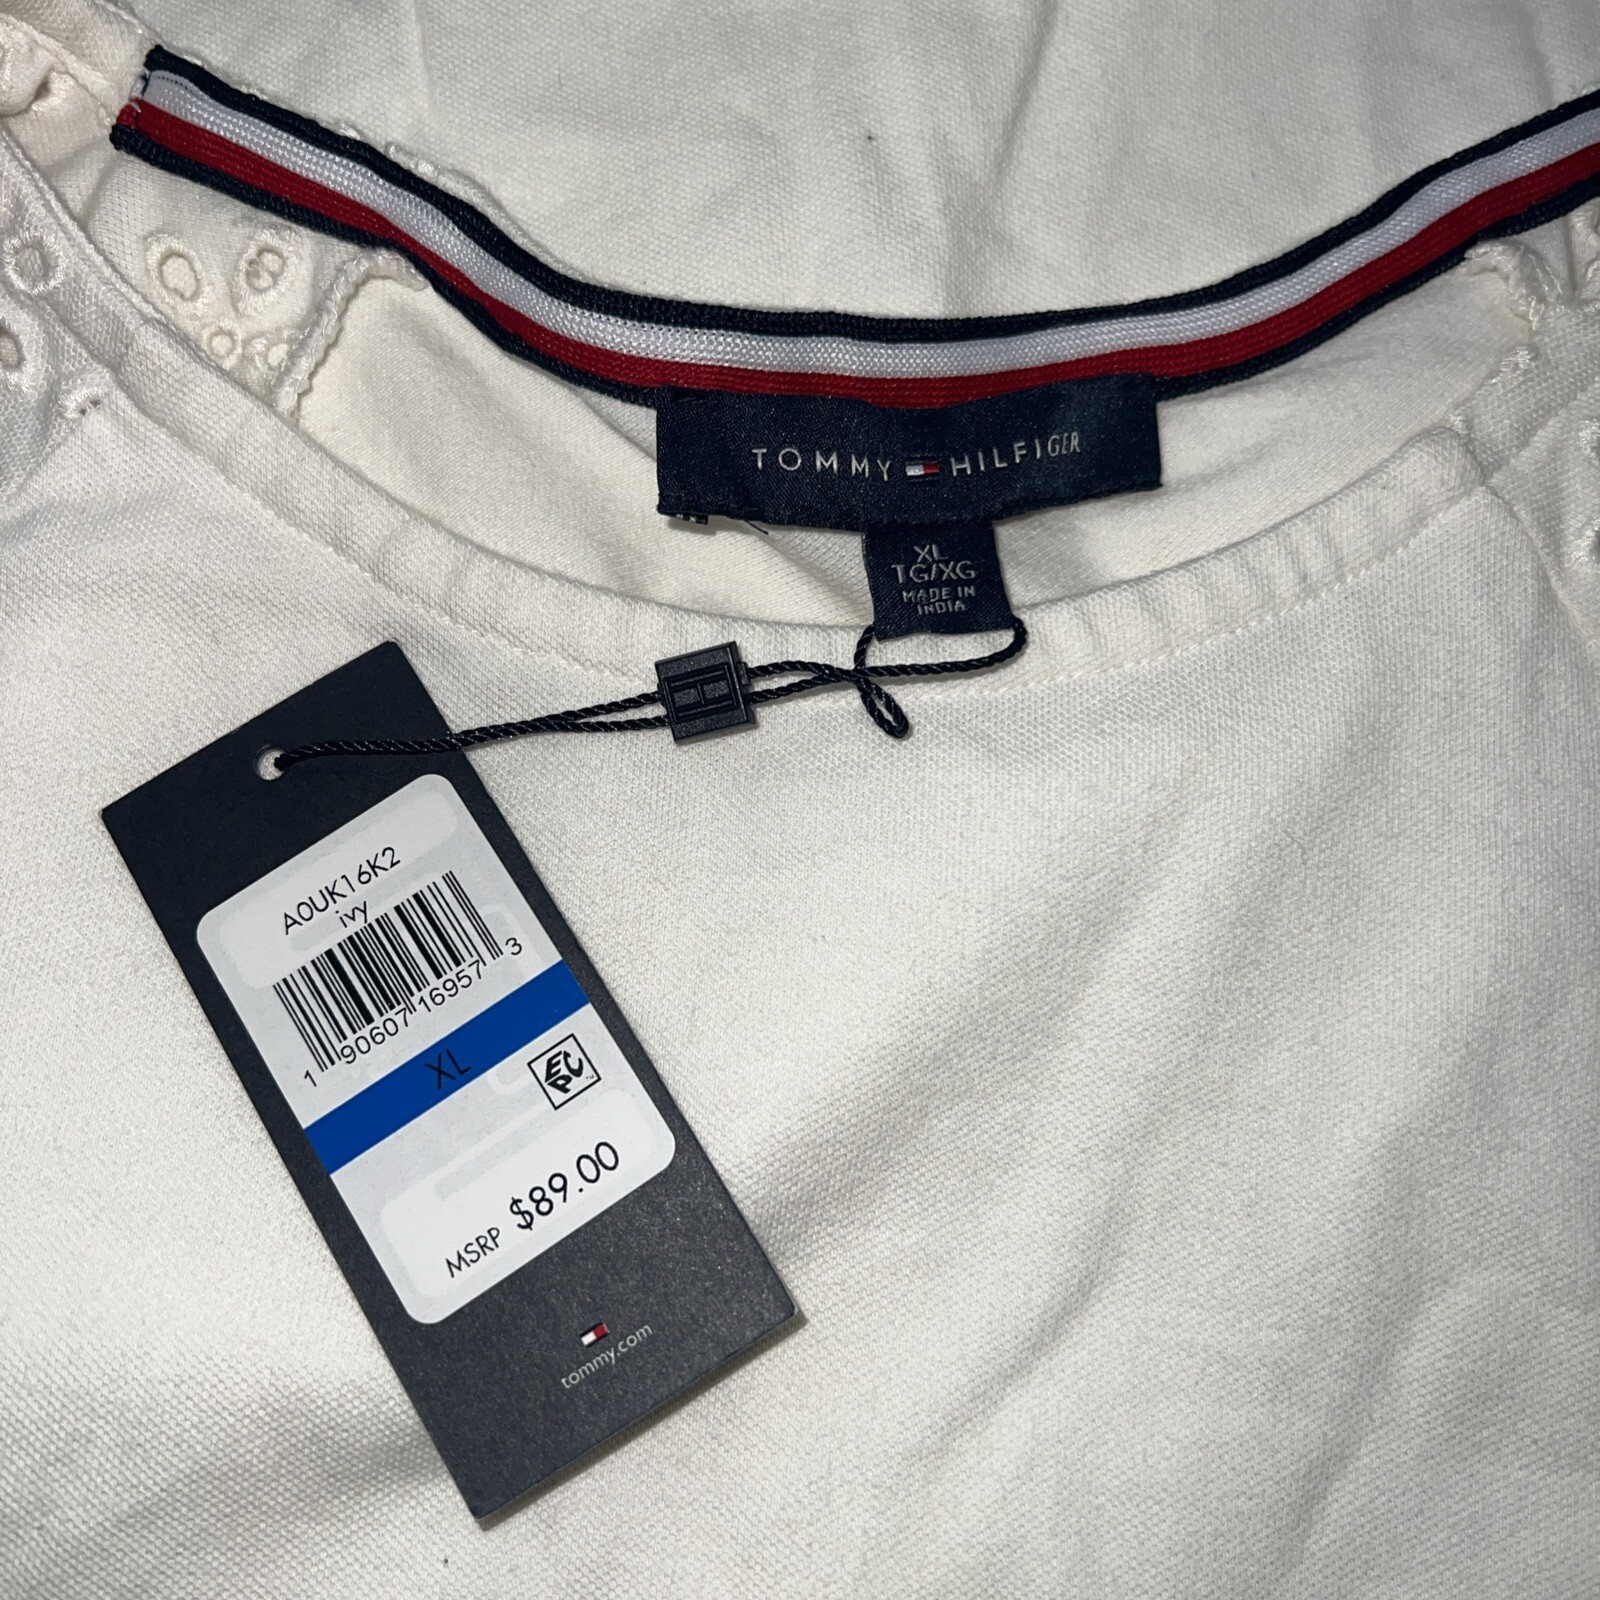 TOMMY HILFIGER
XL
TG/XG
MADE IN
INDIA
A0UK16K2
ivy
1 90607 16957 3
XL
EPC
MSRP $89.00
tommy.com